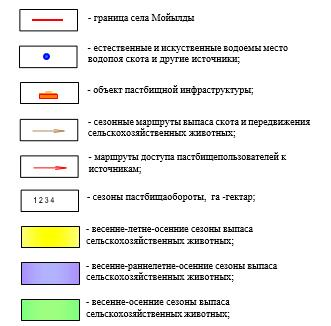 - граница села Мойылды
- естественные и искуственные водоемы место
водопоя скота и другие источники;
- объект пастбищной инфраструктуры;
- сезонные маршруты выпаса скота и передвижения
сельскохозяйственных животных;
- маршруты доступа пастбищепользователей к
источникам;
1 2 3 4
- сезоны пастбищаобороты, га -гектар;
- весенне-летне-осенние сезоны выпаса
сельскохозяйственных животных;
- весенне-раннелетне-осенние сезоны выпаса
сельскохозяйственных животных;
- весенне-осенние сезоны выпаса
сельскохозяйственных животных;